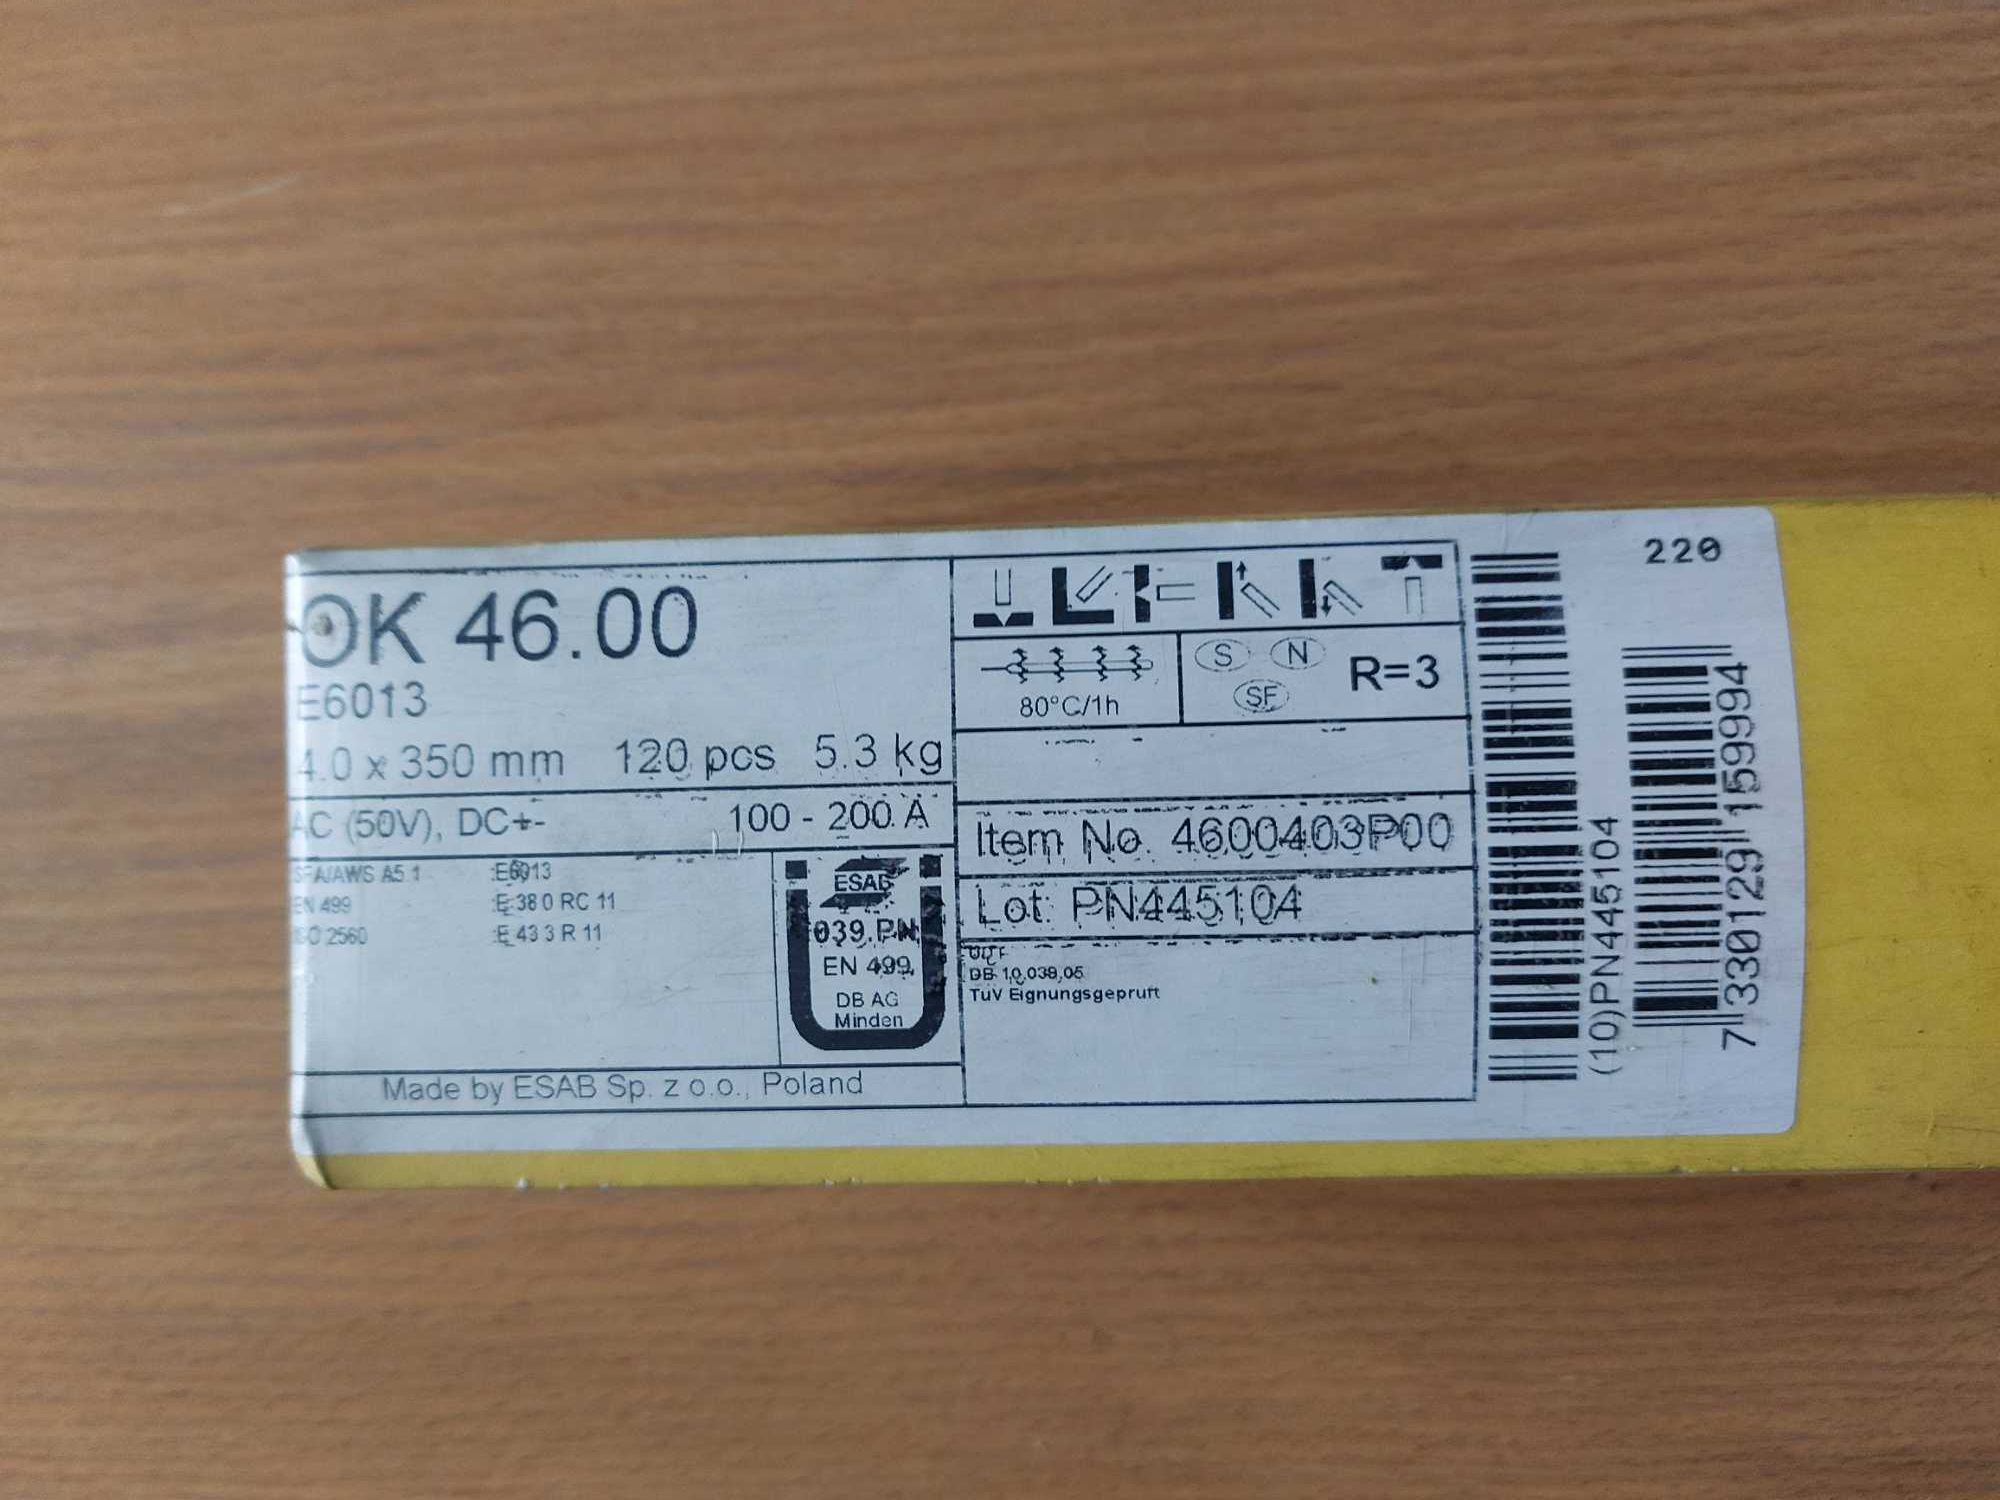 OK 46.00
E6013
4.0 x 350 mm 120 pcs 5.3 kg
AC (50V), DC+- 100 - 200 A
SFA/AWS A5.1 :E6013
EN 499 :E 38 0 RC 11
ISO 2560 :E 43 3 R 11
ESAB
039.PN
EN 499
DB AG
Minden
Made by ESAB Sp. z o.o., Poland
80°C/1h
S N
SF
R=3
Item No. 4600403P00
Lot: PN445104
DB 10.039.05
TüV Eignungsgepruft
(10)PN445104
220
7 330129 159994